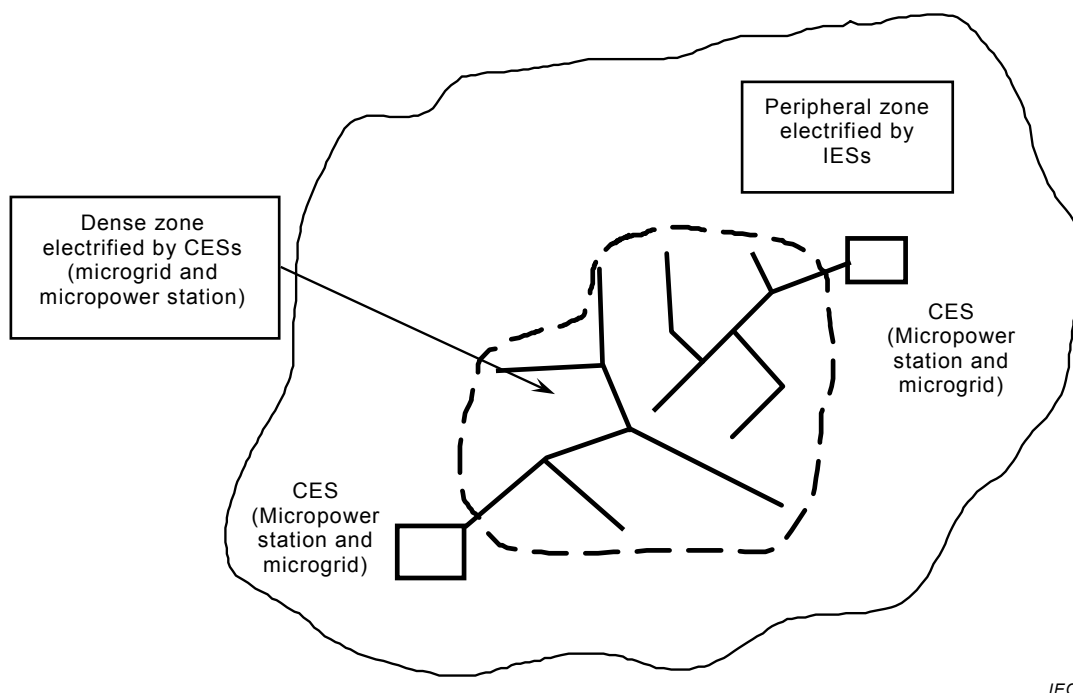 Peripheral zone
electrified by
IESs
Dense zone
electrified by CESs
(microgrid and
micropower station)
CES
(Micropower
station and
microgrid)
CES
(Micropower
station and
microgrid)
IEC